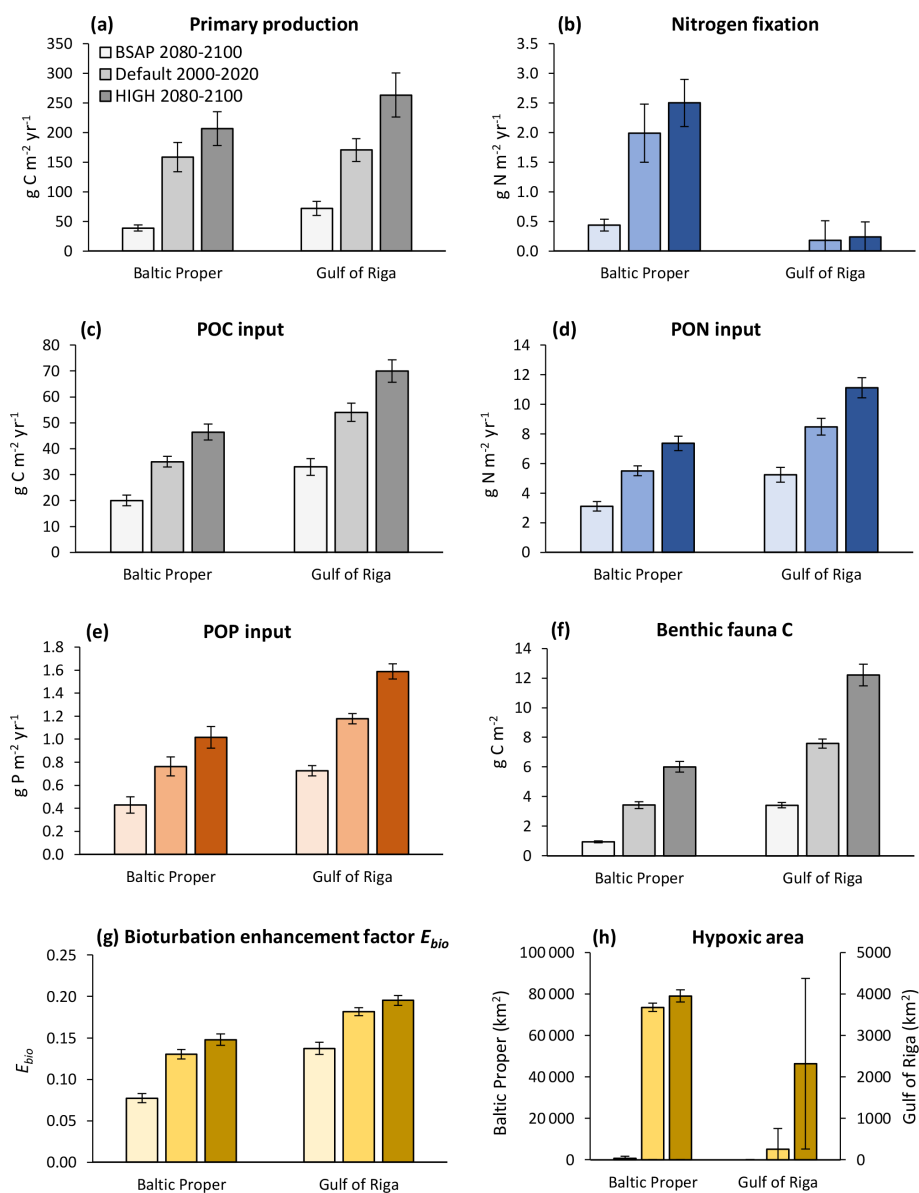 (a) Primary production
350
300
250
200
150
100
50
0
g C m-2 yr-1
BSAP 2080-2100
Default 2000-2020
HIGH 2080-2100
Baltic Proper Gulf of Riga
(b) Nitrogen fixation
3.5
3.0
2.5
2.0
1.5
1.0
0.5
0.0
g N m-2 yr-1
Baltic Proper Gulf of Riga
(c) POC input
80
70
60
50
40
30
20
10
0
g C m-2 yr-1
Baltic Proper Gulf of Riga
(d) PON input
14
12
10
8
6
4
2
0
g N m-2 yr-1
Baltic Proper Gulf of Riga
(e) POP input
1.8
1.6
1.4
1.2
1.0
0.8
0.6
0.4
0.2
0.0
g P m-2 yr-1
Baltic Proper Gulf of Riga
(f) Benthic fauna C
14
12
10
8
6
4
2
0
g C m-2
Baltic Proper Gulf of Riga
(g) Bioturbation enhancement factor Ebio
0.25
0.20
0.15
0.10
0.05
0.00
Ebio
Baltic Proper Gulf of Riga
(h) Hypoxic area
100 000
80 000
60 000
40 000
20 000
0
Baltic Proper (km2)
5000
4000
3000
2000
1000
0
Gulf of Riga (km2)
Baltic Proper Gulf of Riga